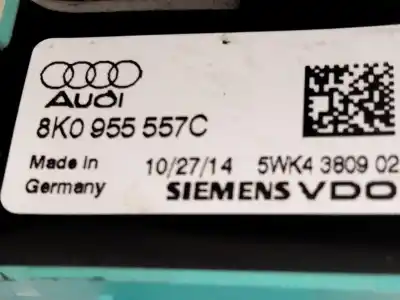 Audi
8K0 955 557C
Made in
Germany
10/27/14 5WK4 3809 02
SIEMENS VDO